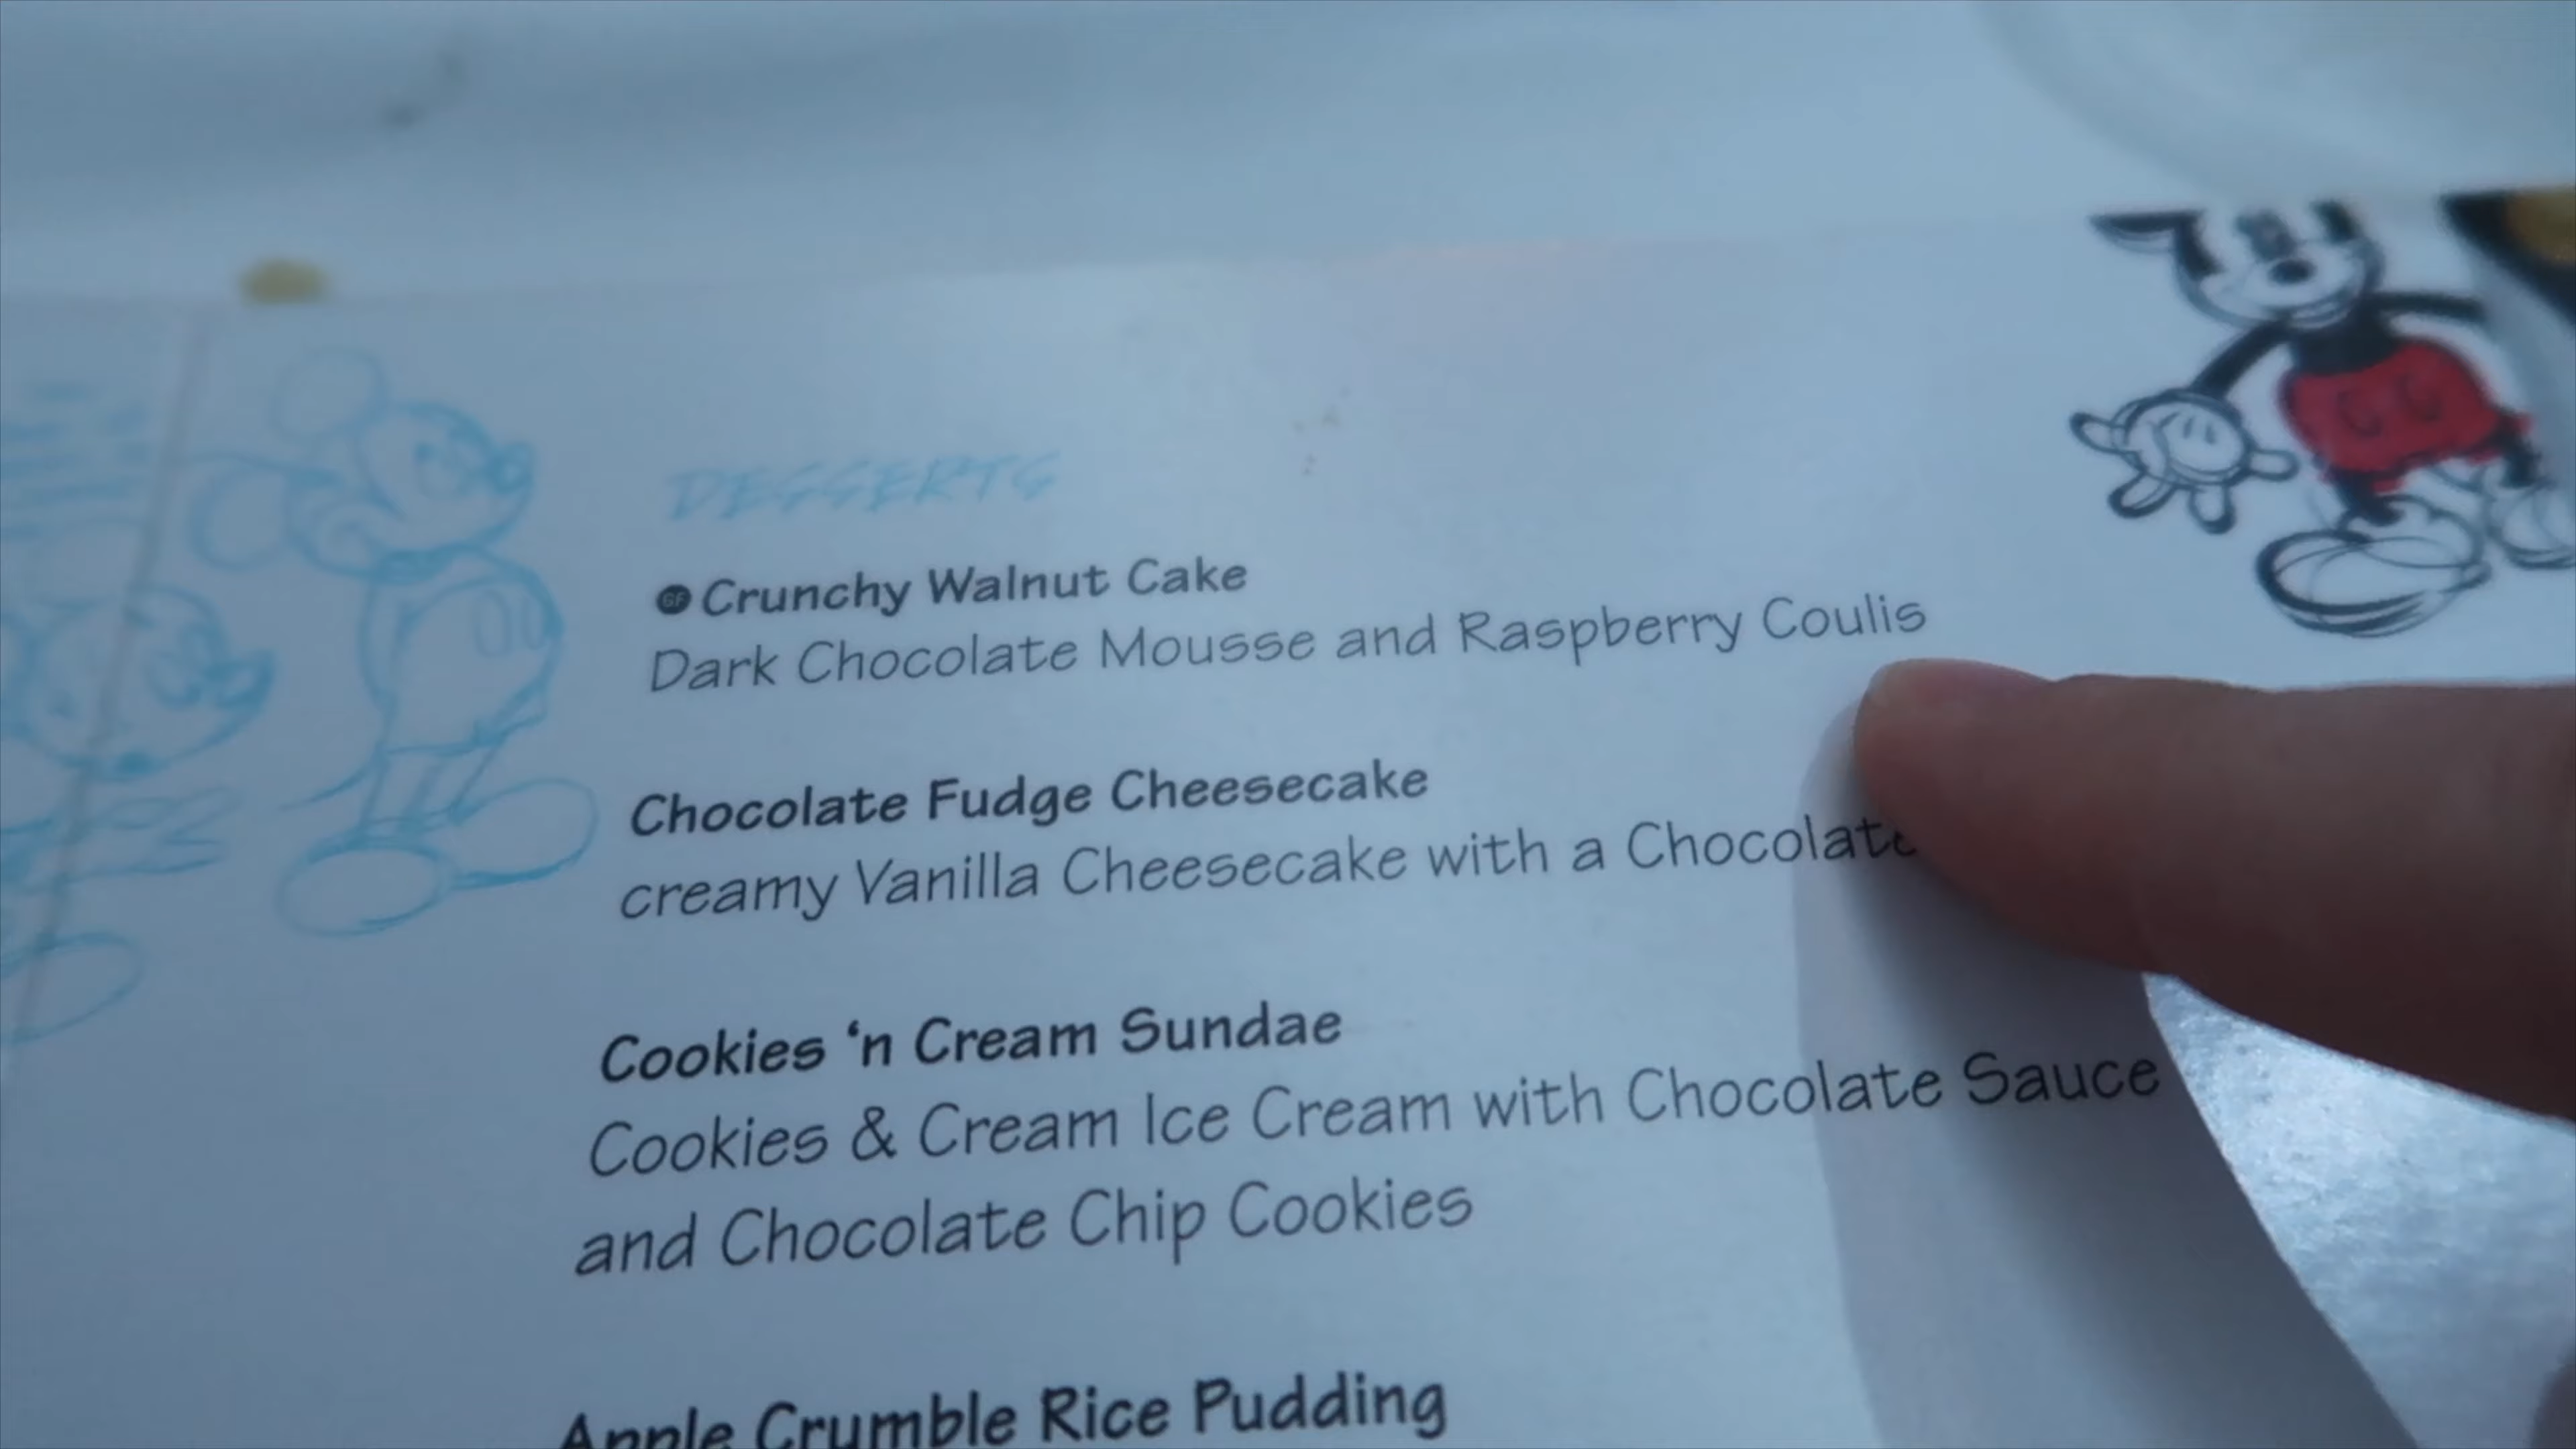 DESSERTS
GF Crunchy Walnut Cake
Dark Chocolate Mousse and Raspberry Coulis
Chocolate Fudge Cheesecake
creamy Vanilla Cheesecake with a Chocolate
Cookies ‘n Cream Sundae
Cookies & Cream Ice Cream with Chocolate Sauce
and Chocolate Chip Cookies
Apple Crumble Rice Pudding